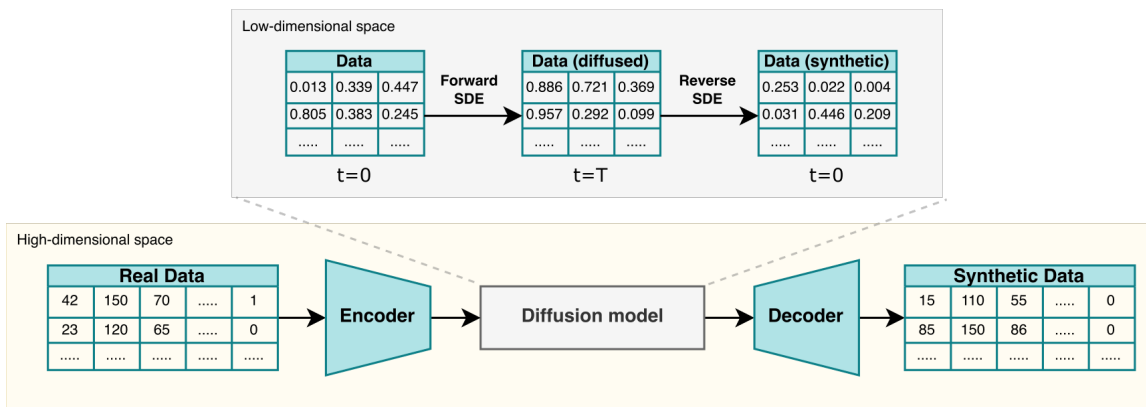 Low-dimensional space
Data
0.013 0.339 0.447
0.805 0.383 0.245
..... ..... .....
t=0
Forward
SDE
Data (diffused)
0.886 0.721 0.369
0.957 0.292 0.099
..... ..... .....
t=T
Reverse
SDE
Data (synthetic)
0.253 0.022 0.004
0.031 0.446 0.209
..... ..... .....
t=0
High-dimensional space
Real Data
42 150 70 ..... 1
23 120 65 ..... 0
..... ..... ..... ..... .....
Encoder
Diffusion model
Decoder
Synthetic Data
15 110 55 ..... 0
85 150 86 ..... 0
..... ..... ..... ..... .....